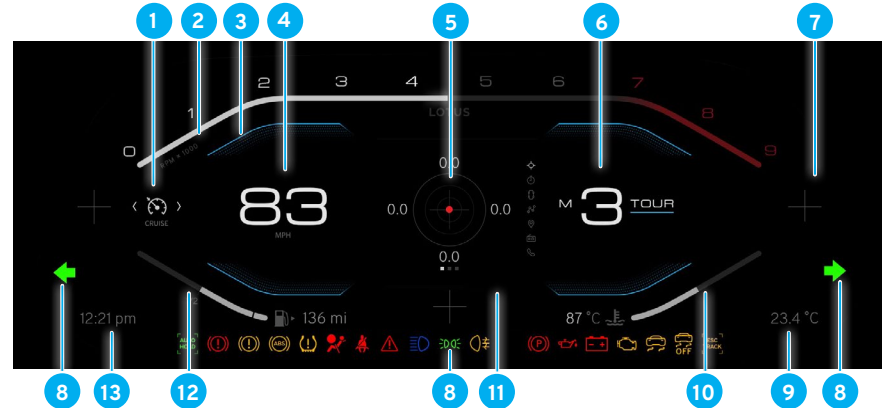 1 2 3 4 5 6 7
0 1 2 3 4 5 6 7 8 9
LOTUS
RPM × 1000
0.0
CRUISE
83
MPH
0.0 0.0
M 3 TOUR
0.0
12:21 pm
136 mi
87 °C
23.4 °C
AUTO HOLD
ABS
P
OFF
ESC
TRACK
8 13 12 8 11 10 9 8